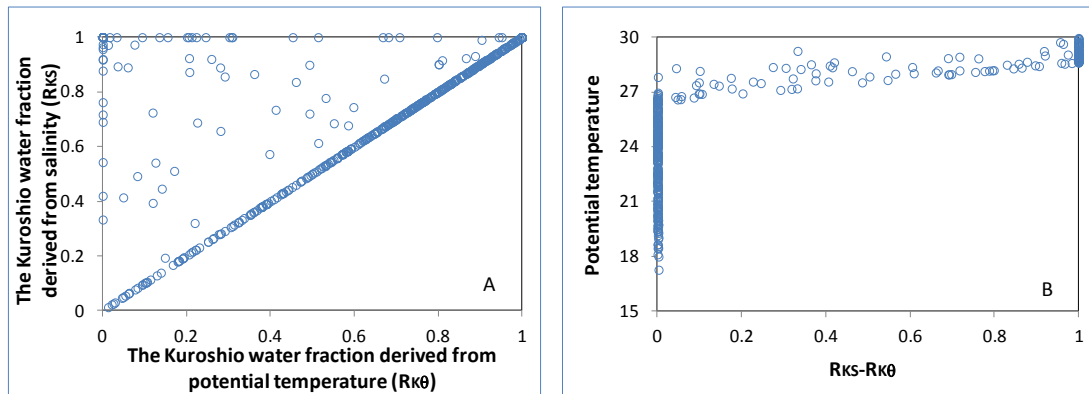 The Kuroshio water fraction
derived from salinity (RKS)
1
0.8
0.6
0.4
0.2
0
A
0 0.2 0.4 0.6 0.8 1
The Kuroshio water fraction derived from
potential temperature (RKθ)
Potential temperature
30
27
24
21
18
15
B
0 0.2 0.4 0.6 0.8 1
RKS-RKθ